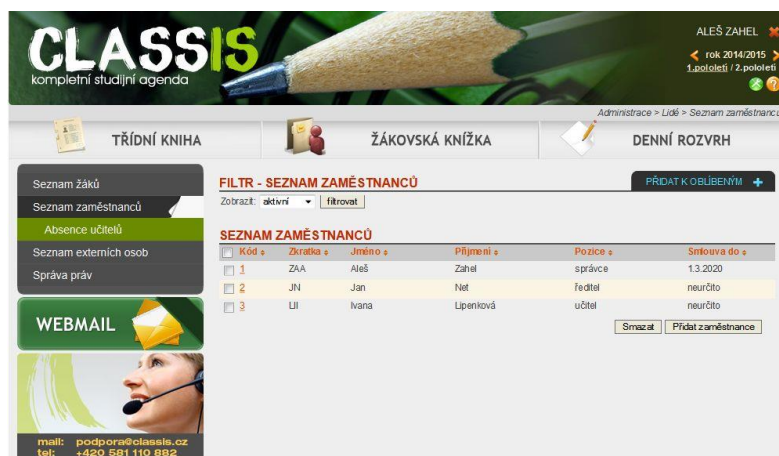 CLASSIS
kompletní studijní agenda
ALEŠ ZAHEL
rok 2014/2015
1.pololetí / 2.pololetí
Administrace > Lidé > Seznam zaměstnanců
TŘÍDNÍ KNIHA
ŽÁKOVSKÁ KNÍŽKA
DENNÍ ROZVRH
Seznam žáků
Seznam zaměstnanců
Absence učitelů
Seznam externích osob
Správa práv
WEBMAIL
mail: podpora@classis.cz
tel: +420 581 110 882
FILTR - SEZNAM ZAMĚSTNANCŮ
PŘIDAT K OBLÍBENÝM
Zobrazit: aktivní filtrovat
SEZNAM ZAMĚSTNANCŮ
Kód Zkratka Jméno Příjmení Pozice Smlouva do
1 ZAA Aleš Zahel správce 1.3.2020
2 JN Jan Net ředitel neurčito
3 LII Ivana Lipenková učitel neurčito
Smazat Přidat zaměstnance